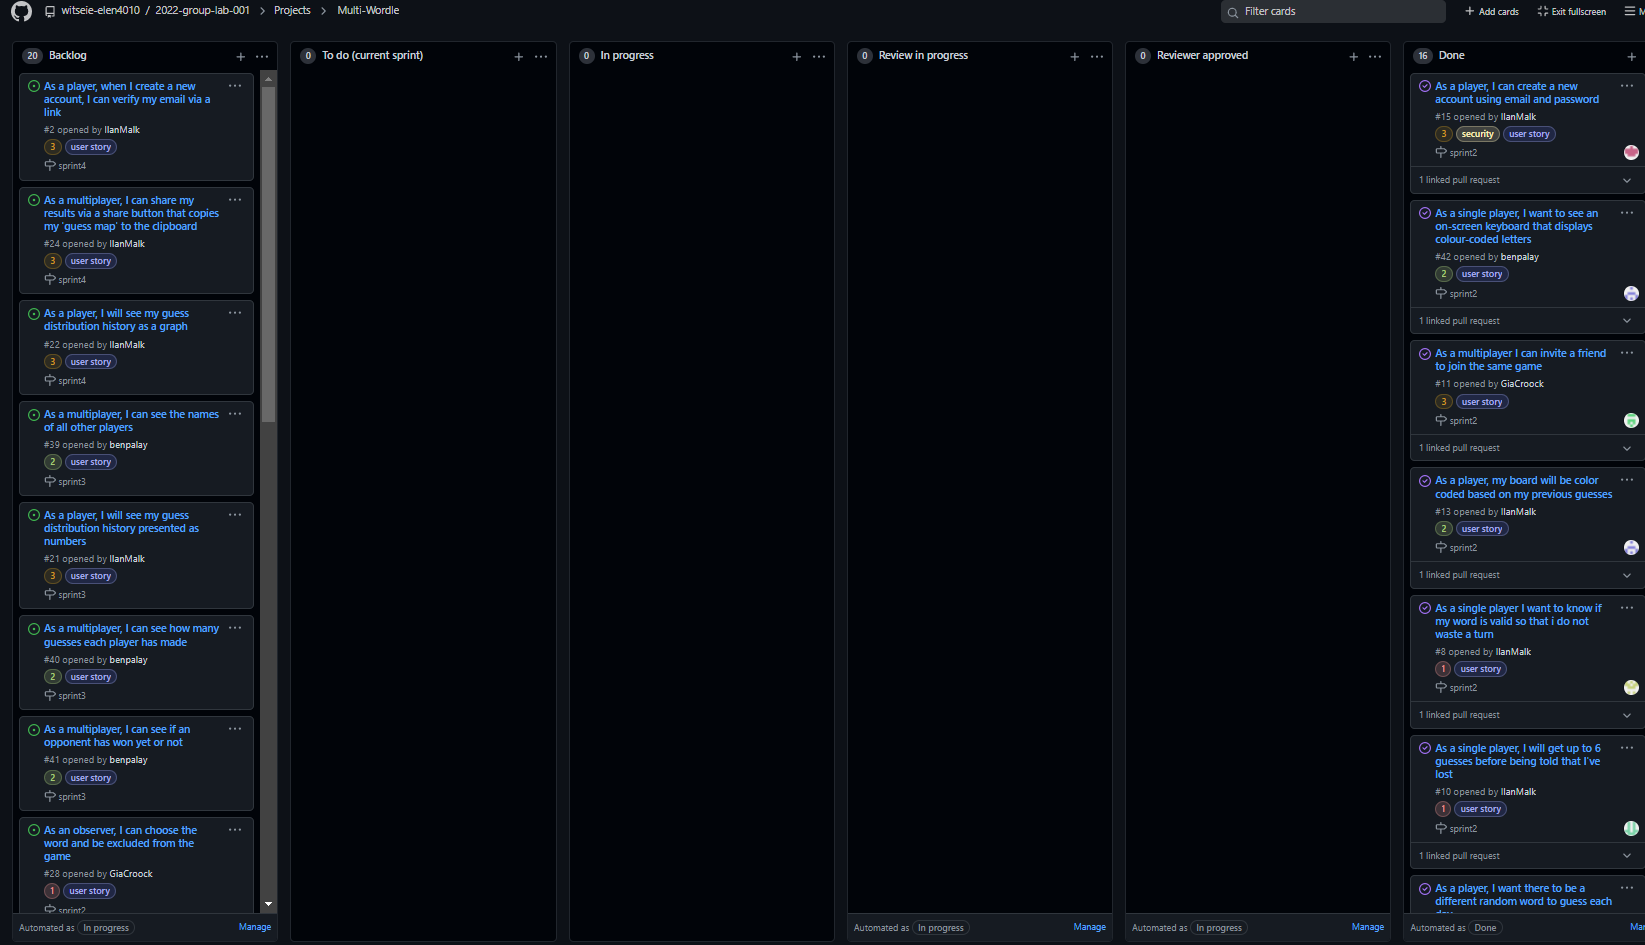 witseie-elen4010 / 2022-group-lab-001 > Projects > Multi-Wordle
Filter cards
+ Add cards
Exit fullscreen
20 Backlog
As a player, when I create a new
account, I can verify my email via a
link
#2 opened by IlanMalk
3 user story
sprint4
As a multiplayer, I can share my
results via a share button that copies
my 'guess map' to the clipboard
#24 opened by IlanMalk
3 user story
sprint4
As a player, I will see my guess
distribution history as a graph
#22 opened by IlanMalk
3 user story
sprint4
As a multiplayer, I can see the names
of all other players
#39 opened by benpalay
2 user story
sprint3
As a player, I will see my guess
distribution history presented as
numbers
#21 opened by IlanMalk
3 user story
sprint3
As a multiplayer, I can see how many
guesses each player has made
#40 opened by benpalay
2 user story
sprint3
As a multiplayer, I can see if an
opponent has won yet or not
#41 opened by benpalay
2 user story
sprint3
As an observer, I can choose the
word and be excluded from the
game
#28 opened by GiaCroock
1 user story
sprint2
Automated as In progress
Manage
0 To do (current sprint)
0 In progress
0 Review in progress
Automated as In progress
Manage
0 Reviewer approved
Automated as In progress
Manage
16 Done
As a player, I can create a new
account using email and password
#15 opened by IlanMalk
3 security user story
sprint2
1 linked pull request
As a single player, I want to see an
on-screen keyboard that displays
colour-coded letters
#42 opened by benpalay
2 user story
sprint2
1 linked pull request
As a multiplayer I can invite a friend
to join the same game
#11 opened by GiaCroock
3 user story
sprint2
1 linked pull request
As a player, my board will be color
coded based on my previous guesses
#13 opened by IlanMalk
2 user story
sprint2
1 linked pull request
As a single player I want to know if
my word is valid so that i do not
waste a turn
#8 opened by IlanMalk
1 user story
sprint2
1 linked pull request
As a single player, I will get up to 6
guesses before being told that I've
lost
#10 opened by IlanMalk
1 user story
sprint2
1 linked pull request
As a player, I want there to be a
different random word to guess each
Automated as Done